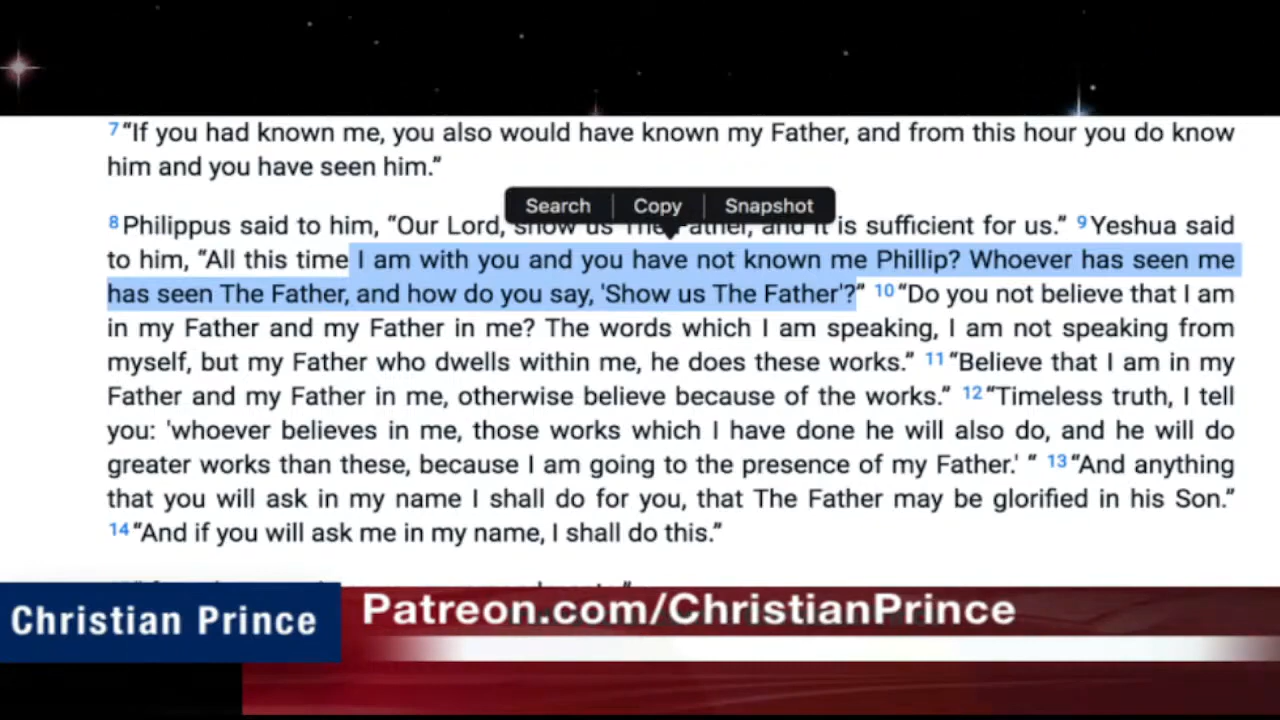 7 “If you had known me, you also would have known my Father, and from this hour you do know
him and you have seen him.”
Search Copy Snapshot
8 Philippus said to him, “Our Lord, show us The Father, and it is sufficient for us.” 9 Yeshua said
to him, “All this time I am with you and you have not known me Phillip? Whoever has seen me
has seen The Father, and how do you say, 'Show us The Father'?” 10 “Do you not believe that I am
in my Father and my Father in me? The words which I am speaking, I am not speaking from
myself, but my Father who dwells within me, he does these works.” 11 “Believe that I am in my
Father and my Father in me, otherwise believe because of the works.” 12 “Timeless truth, I tell
you: 'whoever believes in me, those works which I have done he will also do, and he will do
greater works than these, because I am going to the presence of my Father.' “ 13 “And anything
that you will ask in my name I shall do for you, that The Father may be glorified in his Son.”
14 “And if you will ask me in my name, I shall do this.”
Christian Prince
Patreon.com/ChristianPrince